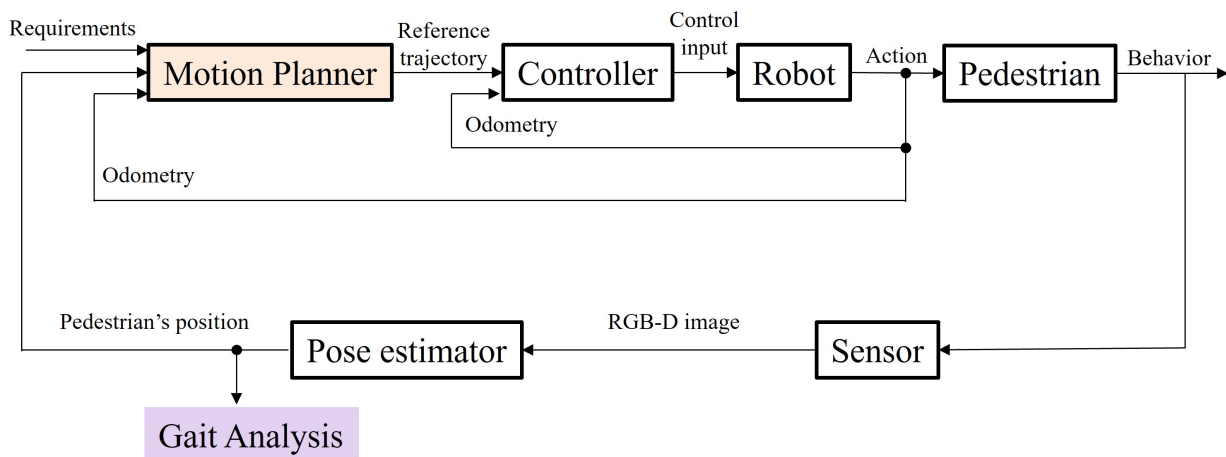 Requirements
Motion Planner
Reference
trajectory
Controller
Control
input
Robot
Action
Pedestrian
Behavior
Odometry
Odometry
Pedestrian’s position
Pose estimator
RGB-D image
Sensor
Gait Analysis